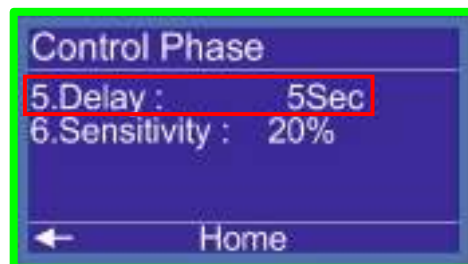 Control Phase
5.Delay : 5Sec
6.Sensitivity : 20%
← Home